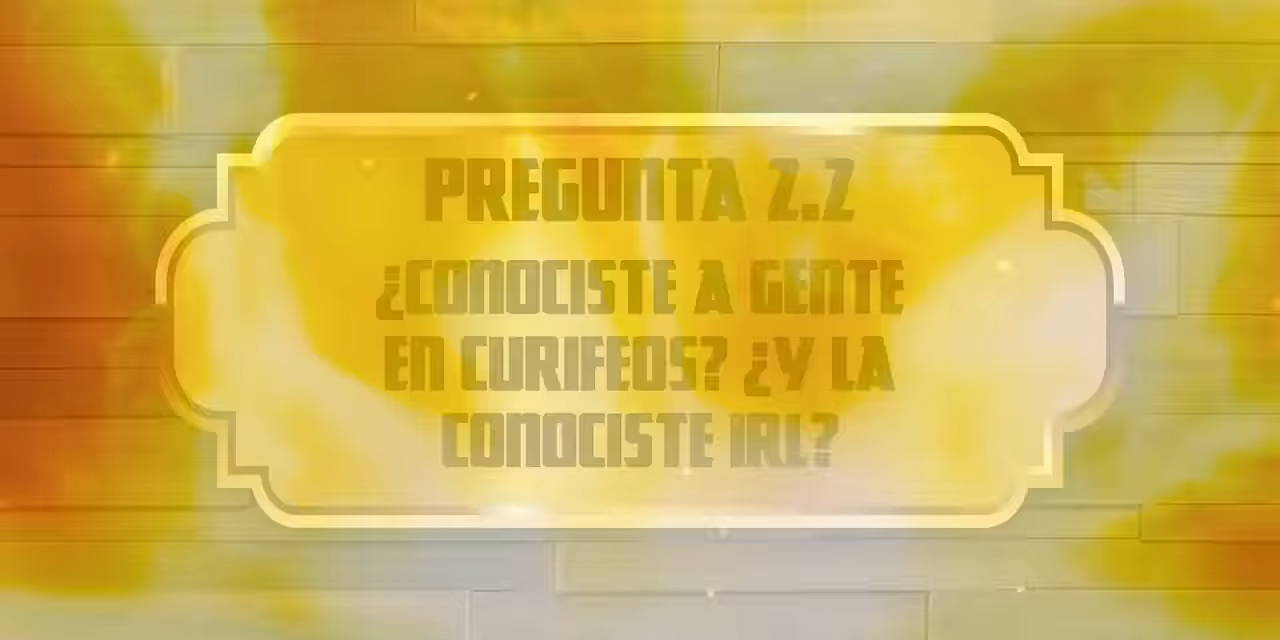 PREGUNTA 2.2
¿CONOCISTE A GENTE
EN CURIFEOS? ¿Y LA
CONOCISTE IRL?